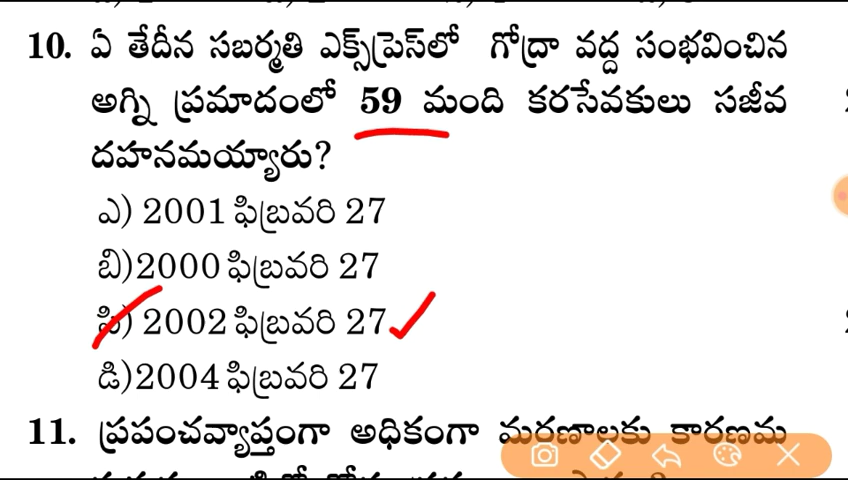 10. ఏ తేదీన సబర్మతి ఎక్స్‌ప్రెస్‌లో గోద్రా వద్ద సంభవించిన
అగ్ని ప్రమాదంలో 59 మంది కరసేవకులు సజీవ
దహనమయ్యారు?
ఎ) 2001 ఫిబ్రవరి 27
బి)2000 ఫిబ్రవరి 27
సి) 2002 ఫిబ్రవరి 27
డి)2004 ఫిబ్రవరి 27
11. ప్రపంచవ్యాప్తంగా అధికంగా మరణాలకు కారణమ